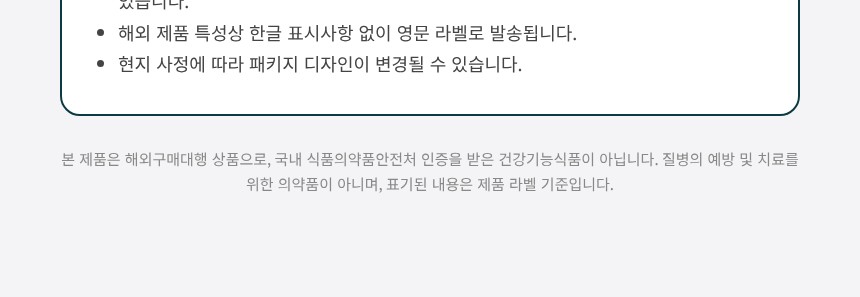 있습니다.
• 해외 제품 특성상 한글 표시사항 없이 영문 라벨로 발송됩니다.
• 현지 사정에 따라 패키지 디자인이 변경될 수 있습니다.
본 제품은 해외구매대행 상품으로, 국내 식품의약품안전처 인증을 받은 건강기능식품이 아닙니다. 질병의 예방 및 치료를
위한 의약품이 아니며, 표기된 내용은 제품 라벨 기준입니다.